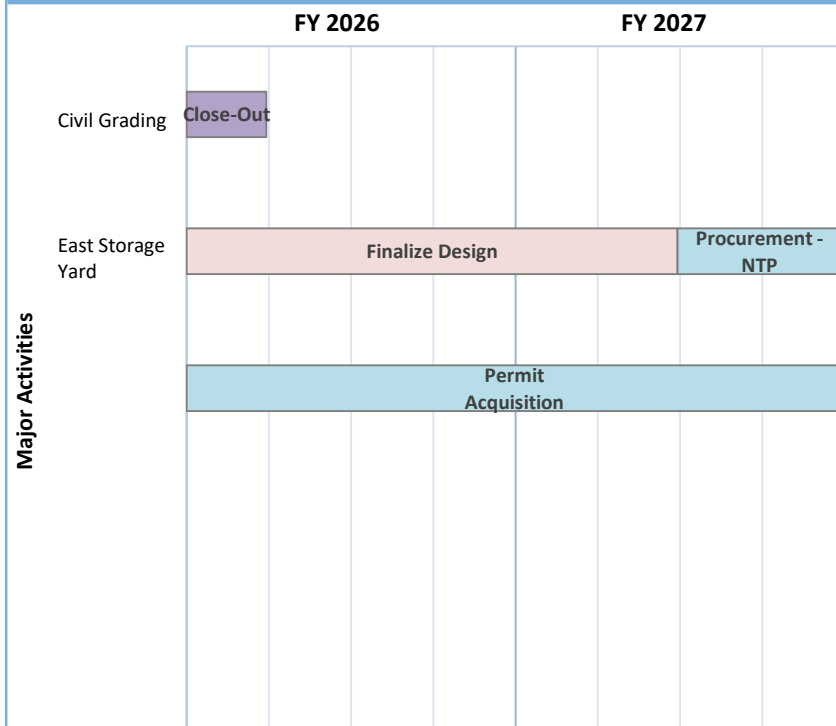 FY 2026
FY 2027
Civil Grading
Close-Out
East Storage
Yard
Finalize Design
Procurement -
NTP
Permit
Acquisition
Major Activities